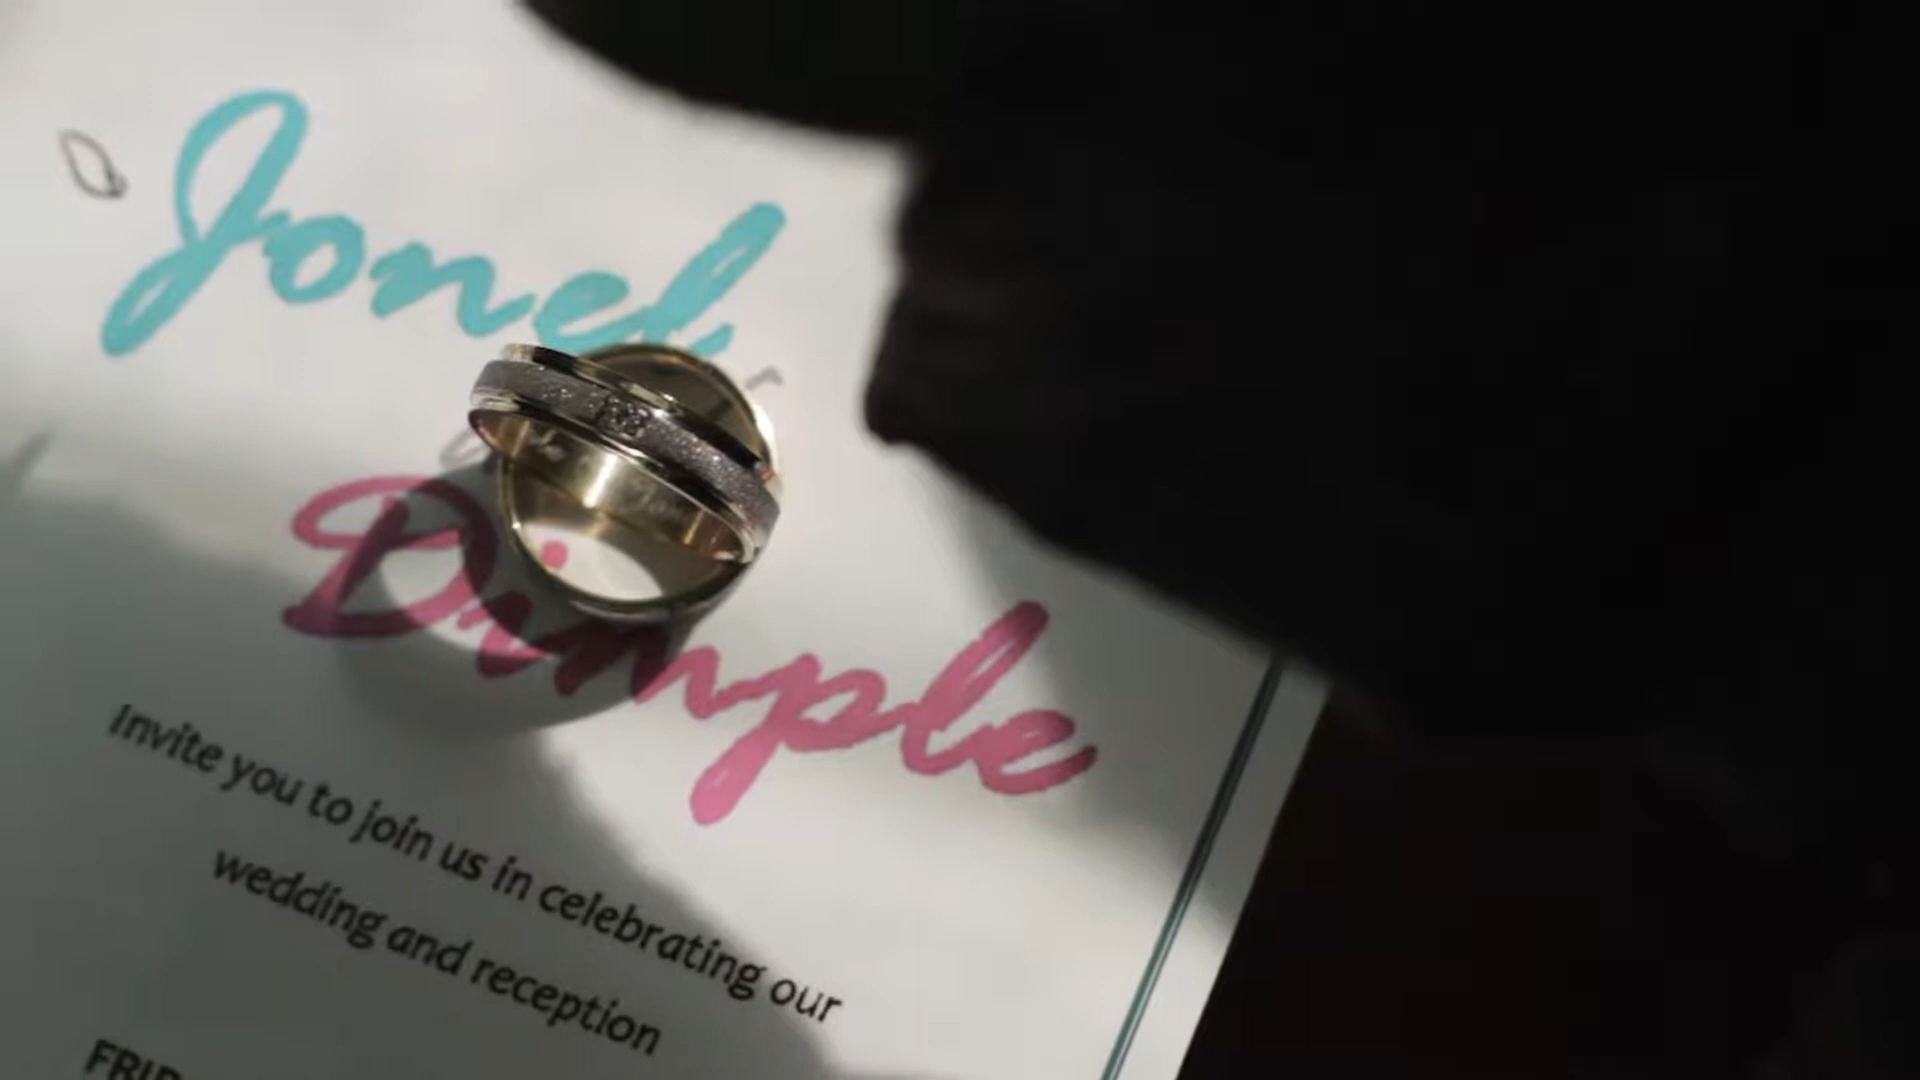 Jonel
Dimple
Invite you to join us in celebrating our
wedding and reception